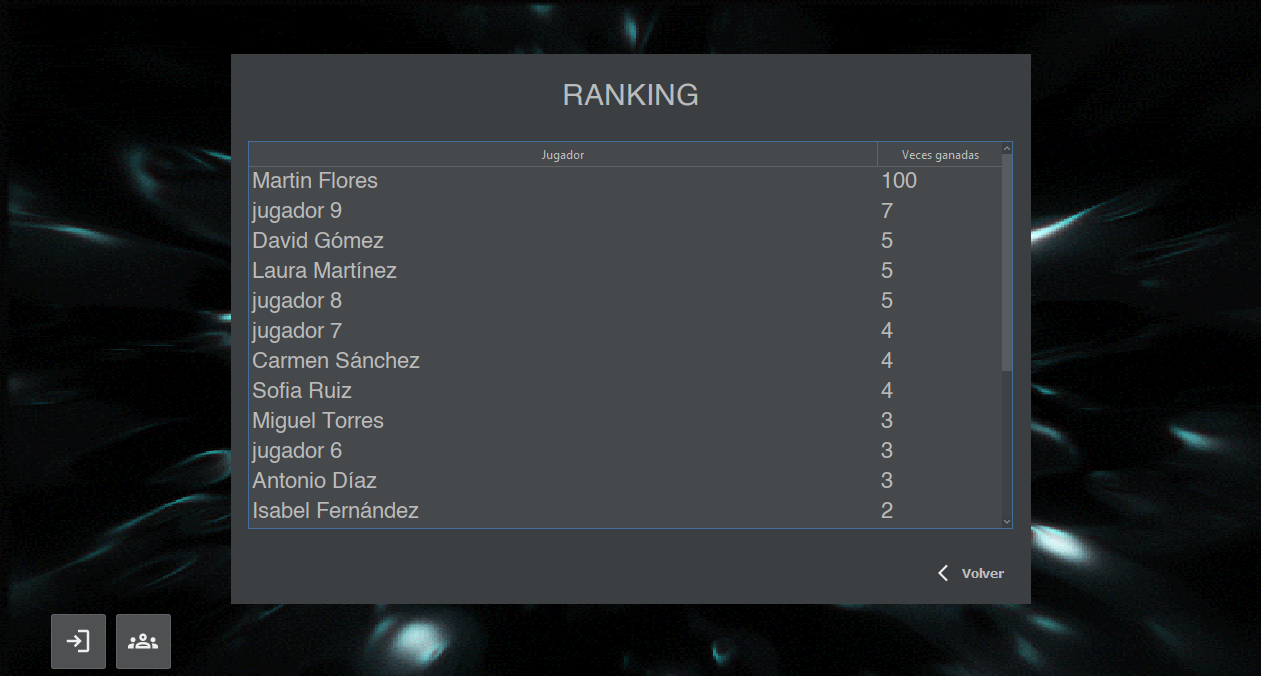 RANKING
Jugador Veces ganadas
Martin Flores 100
jugador 9 7
David Gómez 5
Laura Martínez 5
jugador 8 5
jugador 7 4
Carmen Sánchez 4
Sofia Ruiz 4
Miguel Torres 3
jugador 6 3
Antonio Díaz 3
Isabel Fernández 2
Volver